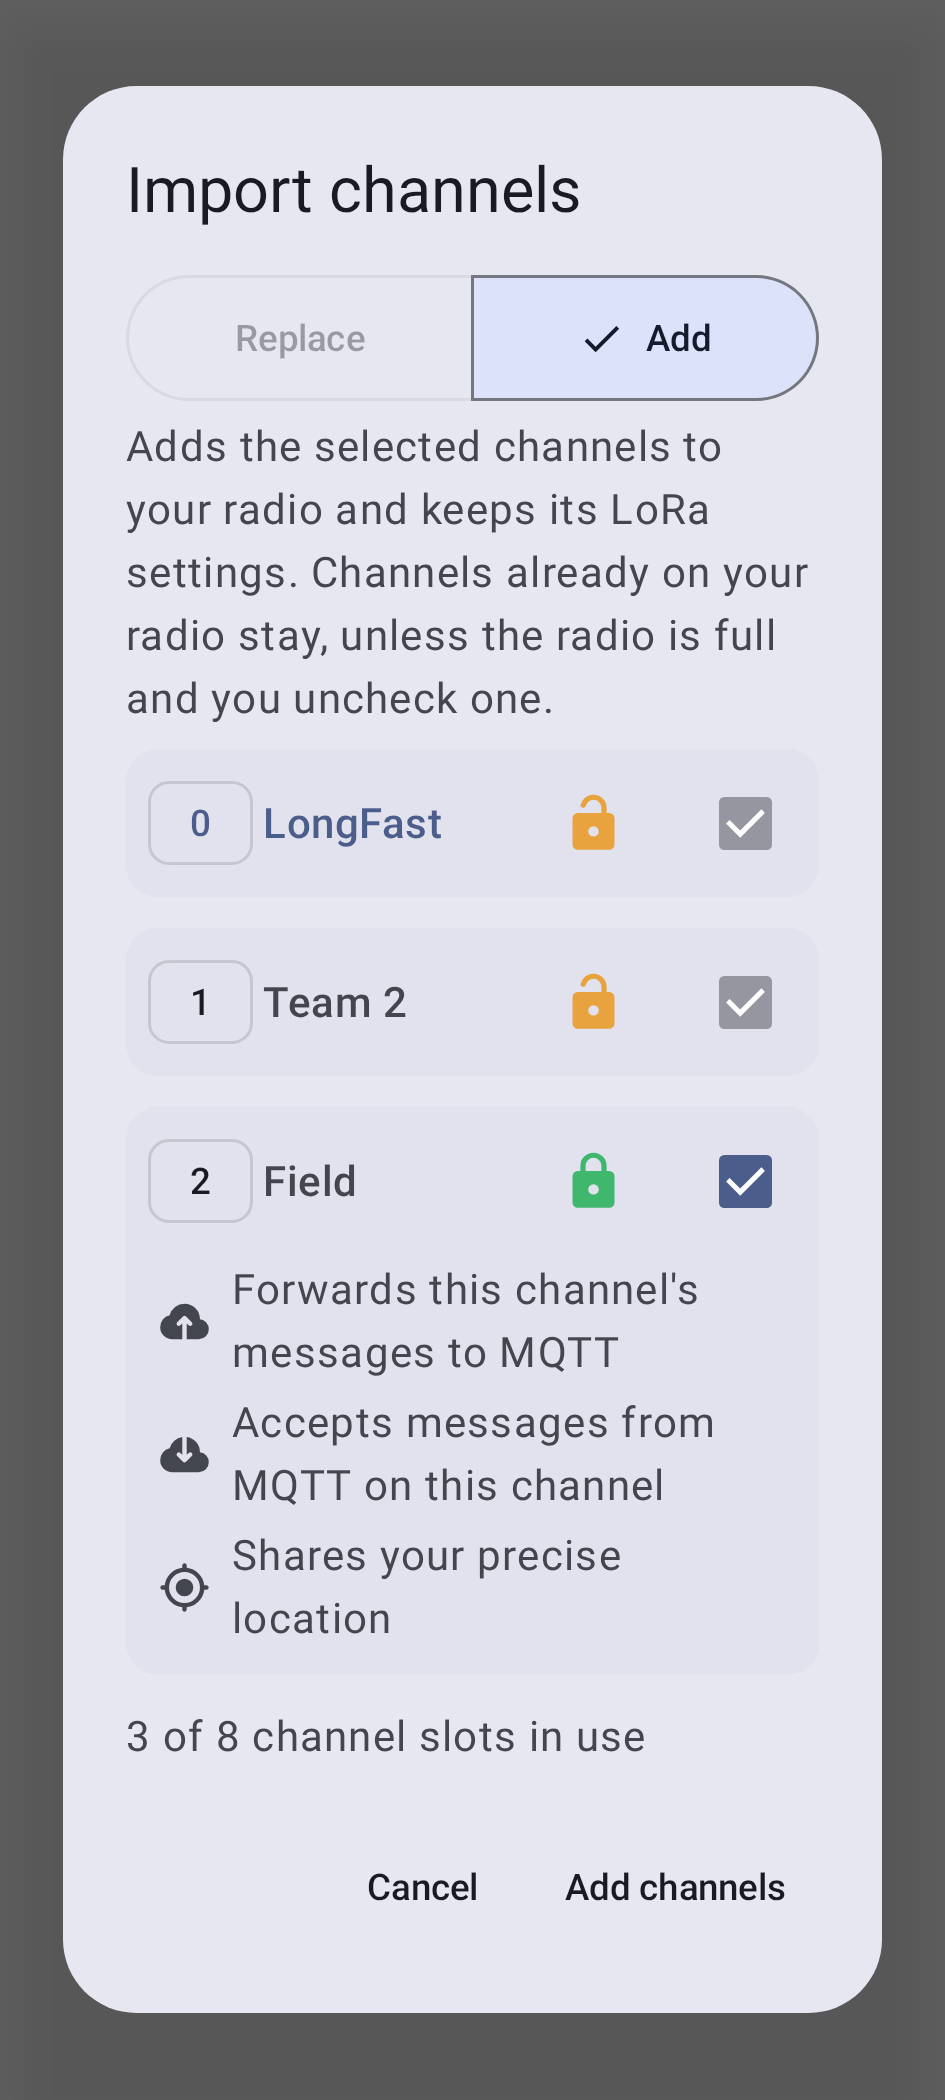 Import channels
Replace
Add
Adds the selected channels to
your radio and keeps its LoRa
settings. Channels already on your
radio stay, unless the radio is full
and you uncheck one.
0 LongFast
1 Team 2
2 Field
Forwards this channel's
messages to MQTT
Accepts messages from
MQTT on this channel
Shares your precise
location
3 of 8 channel slots in use
Cancel
Add channels